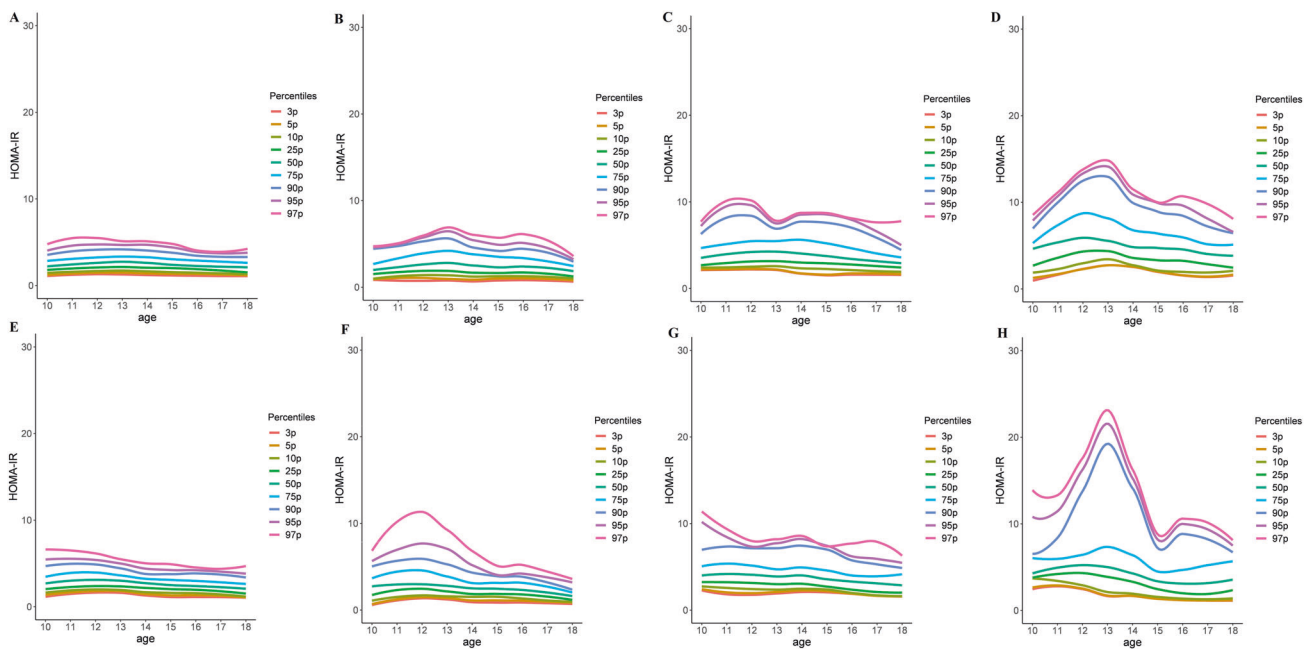 A
30
20
10
0
HOMA-IR
10 11 12 13 14 15 16 17 18
age
Percentiles
3p
5p
10p
25p
50p
75p
90p
95p
97p
B
30
20
10
0
HOMA-IR
10 11 12 13 14 15 16 17 18
age
Percentiles
3p
5p
10p
25p
50p
75p
90p
95p
97p
C
30
20
10
0
HOMA-IR
10 11 12 13 14 15 16 17 18
age
Percentiles
3p
5p
10p
25p
50p
75p
90p
95p
97p
D
30
20
10
0
HOMA-IR
10 11 12 13 14 15 16 17 18
age
Percentiles
3p
5p
10p
25p
50p
75p
90p
95p
97p
E
30
20
10
0
HOMA-IR
10 11 12 13 14 15 16 17 18
age
Percentiles
3p
5p
10p
25p
50p
75p
90p
95p
97p
F
30
20
10
0
HOMA-IR
10 11 12 13 14 15 16 17 18
age
Percentiles
3p
5p
10p
25p
50p
75p
90p
95p
97p
G
30
20
10
0
HOMA-IR
10 11 12 13 14 15 16 17 18
age
Percentiles
3p
5p
10p
25p
50p
75p
90p
95p
97p
H
30
20
10
0
HOMA-IR
10 11 12 13 14 15 16 17 18
age
Percentiles
3p
5p
10p
25p
50p
75p
90p
95p
97p